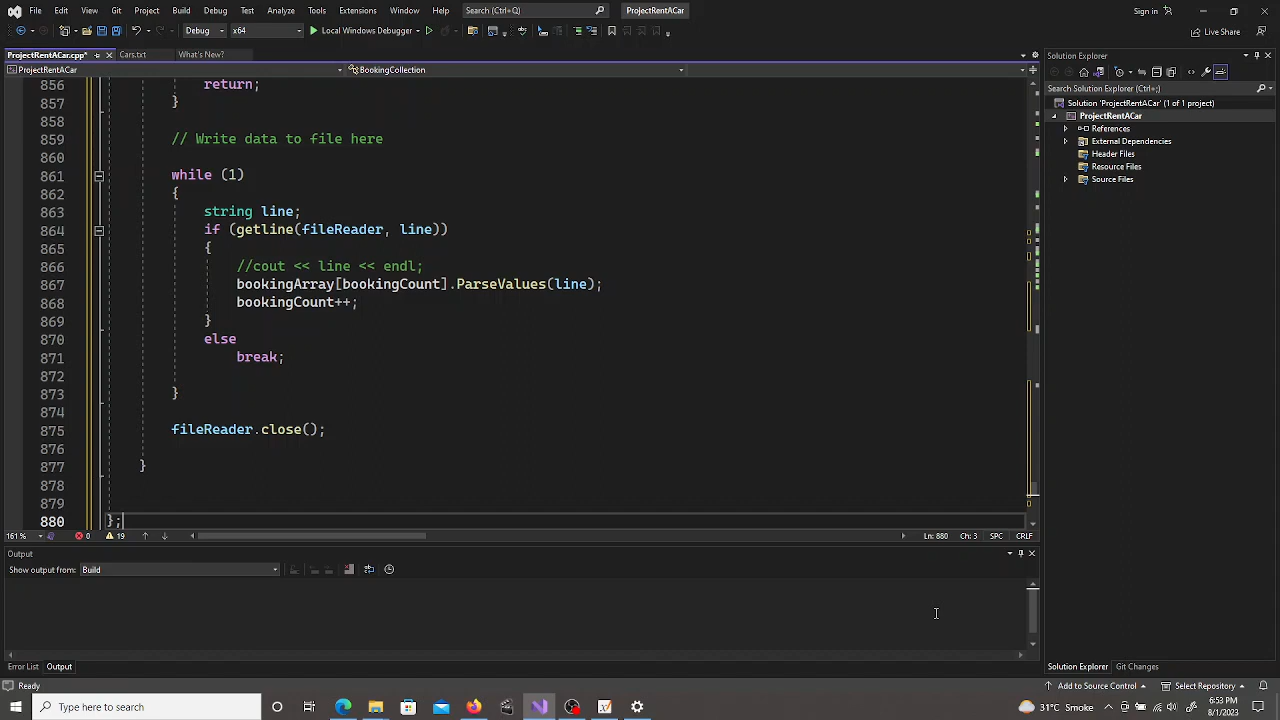 File Edit View Git Project Build Debug Test Analyze Tools Extensions Window Help Search (Ctrl+Q) ProjectRentACar Sign in
Debug x64 Local Windows Debugger Live Share
ProjectRentACar.cpp* Cars.txt What's New? Solution Explorer
ProjectRentACar BookingCollection
Search Solution Explorer (Ctrl+;)
Solution 'ProjectRentACar' (1 of 1 project)
ProjectRentACar
References
External Dependencies
Header Files
Resource Files
Source Files
856 return;
857 }
858
859 // Write data to file here
860
861 while (1)
862 {
863 string line;
864 if (getline(fileReader, line))
865 {
866 //cout << line << endl;
867 bookingArray[bookingCount].ParseValues(line);
868 bookingCount++;
869 }
870 else
871 break;
872
873 }
874
875 fileReader.close();
876
877 }
878
879
880 };
161 % 0 19 Ln: 880 Ch: 3 SPC CRLF
Output
Show output from: Build
Error List Output Solution Explorer Git Changes
Ready Add to Source Control Select Repository
Type here to search 31°C Smoke 6:53 PM
8/1/2023